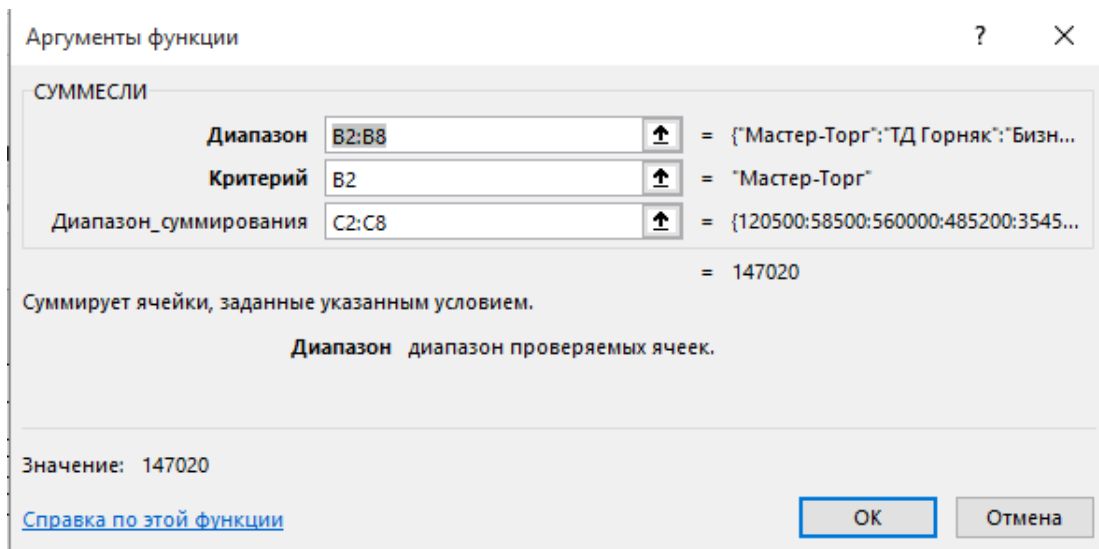 Аргументы функции ? ×
СУММЕСЛИ
Диапазон B2:B8 = {"Мастер-Торг":"ТД Горняк":"Бизн...
Критерий B2 = "Мастер-Торг"
Диапазон_суммирования C2:C8 = {120500:58500:560000:485200:3545...
= 147020
Суммирует ячейки, заданные указанным условием.
Диапазон диапазон проверяемых ячеек.
Значение: 147020
Справка по этой функции ОК Отмена